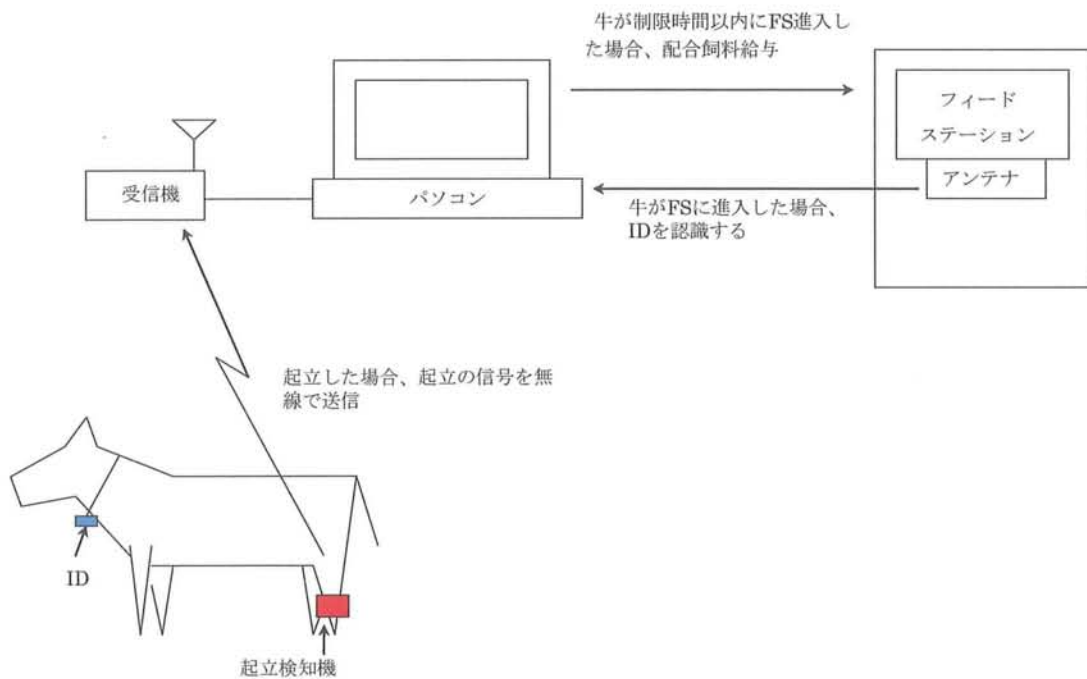 牛が制限時間以内にFS進入し
た場合、配合飼料給与
フィード
ステーション
アンテナ
受信機
パソコン
牛がFSに進入した場合、
IDを認識する
起立した場合、起立の信号を無
線で送信
ID
起立検知機